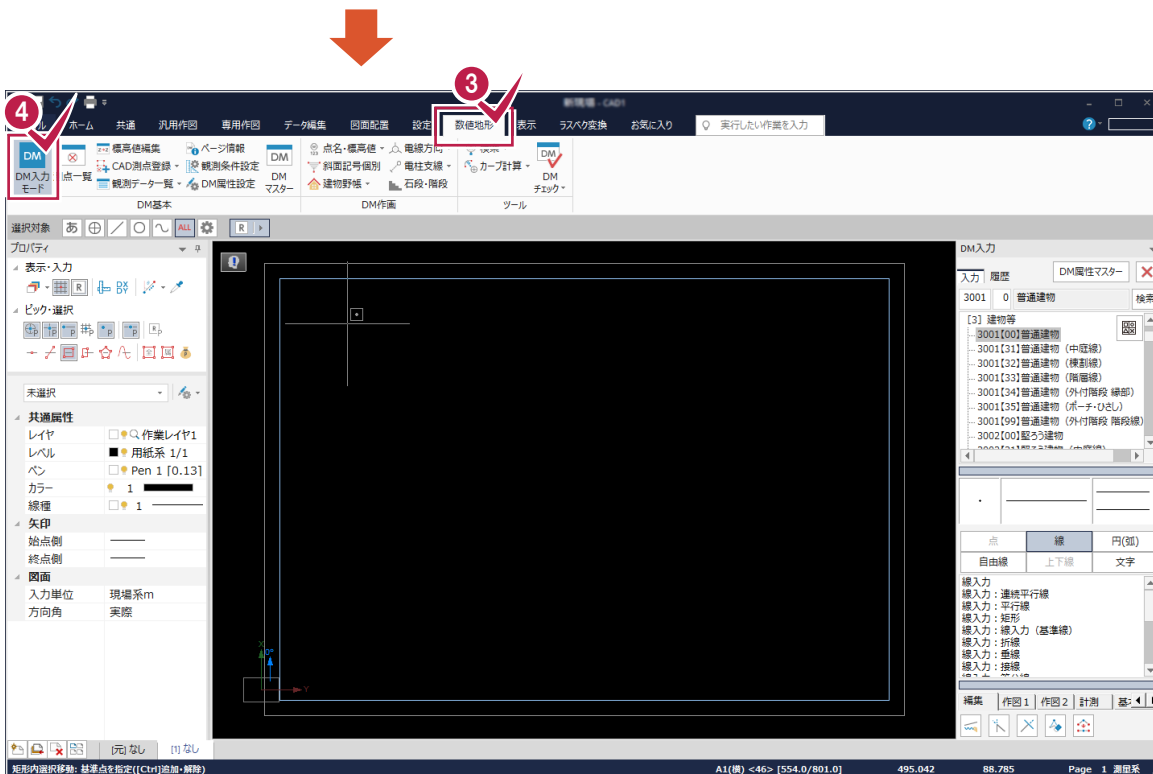 ③
④
- CAD1
ホーム 共通 汎用作図 専用作図 データ編集 図面配置 設定 数値地形 表示 ラスベク変換 お気に入り 実行したい作業を入力
DM
DM入力
モード
点一覧
標高値編集
CAD測点登録
観測データ一覧
ページ情報
観測条件設定
DM属性設定
DM
DM
マスター
DM基本
点名・標高値
斜面記号個別
建物野帳
電線方向
電柱支線
石段・階段
DM作画
検索
カーブ計算
DM
DM
チェック
ツール
選択対象 あ ALL R
プロパティ
表示・入力
R DX DY
ピック・選択
未選択
共通属性
レイヤ 作業レイヤ1
レベル 用紙系 1/1
ペン Pen 1 [0.13]
カラー 1
線種 1
矢印
始点側
終点側
図面
入力単位 現場系m
方向角 実際
X
0°
Y
DM入力
入力 履歴 DM属性マスター
3001 0 普通建物 検索
[3] 建物等
3001【00】普通建物
3001【31】普通建物（中庭線）
3001【32】普通建物（棟割線）
3001【33】普通建物（階層線）
3001【34】普通建物（外付階段 縁部）
3001【35】普通建物（ポーチ・ひさし）
3001【99】普通建物（外付階段 階段線）
3002【00】堅ろう建物
点 線 円(弧)
自由線 上下線 文字
線入力
線入力：連続平行線
線入力：平行線
線入力：矩形
線入力：線入力（基準線）
線入力：折線
線入力：垂線
線入力：接線
編集 作図1 作図2 計測
[元] なし [1] なし
矩形内選択移動: 基準点を指定([Ctrl]追加・解除) A1(横) <46> [554.0/801.0] 495.042 88.785 Page 1 測量系